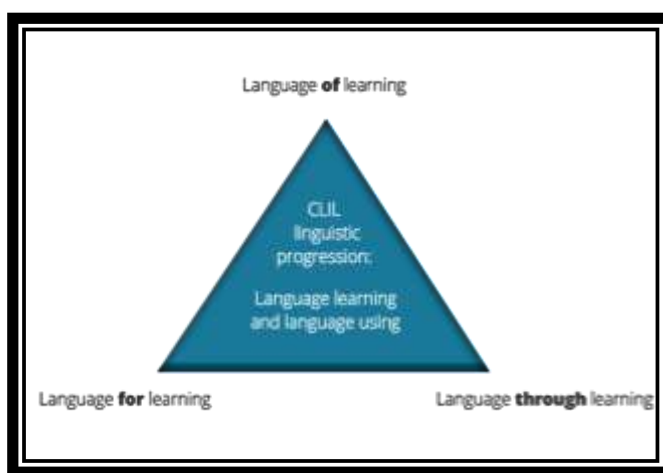 Language of learning
CLIL
linguistic
progression:
Language learning
and language using
Language for learning
Language through learning